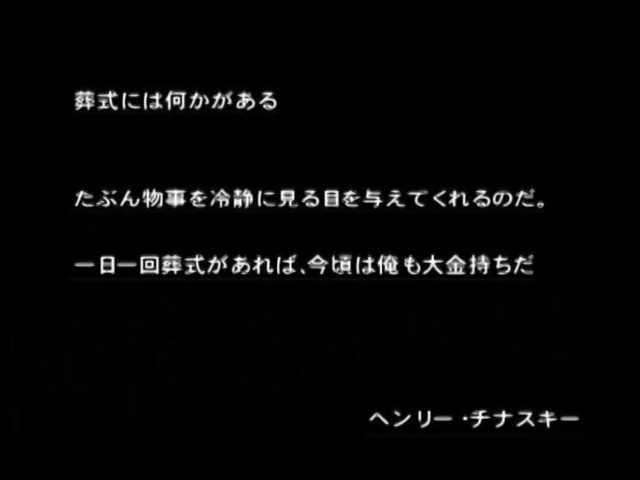 葬式には何かがある
たぶん物事を冷静に見る目を与えてくれるのだ。
一日一回葬式があれば、今頃は俺も大金持ちだ
ヘンリー・チナスキー